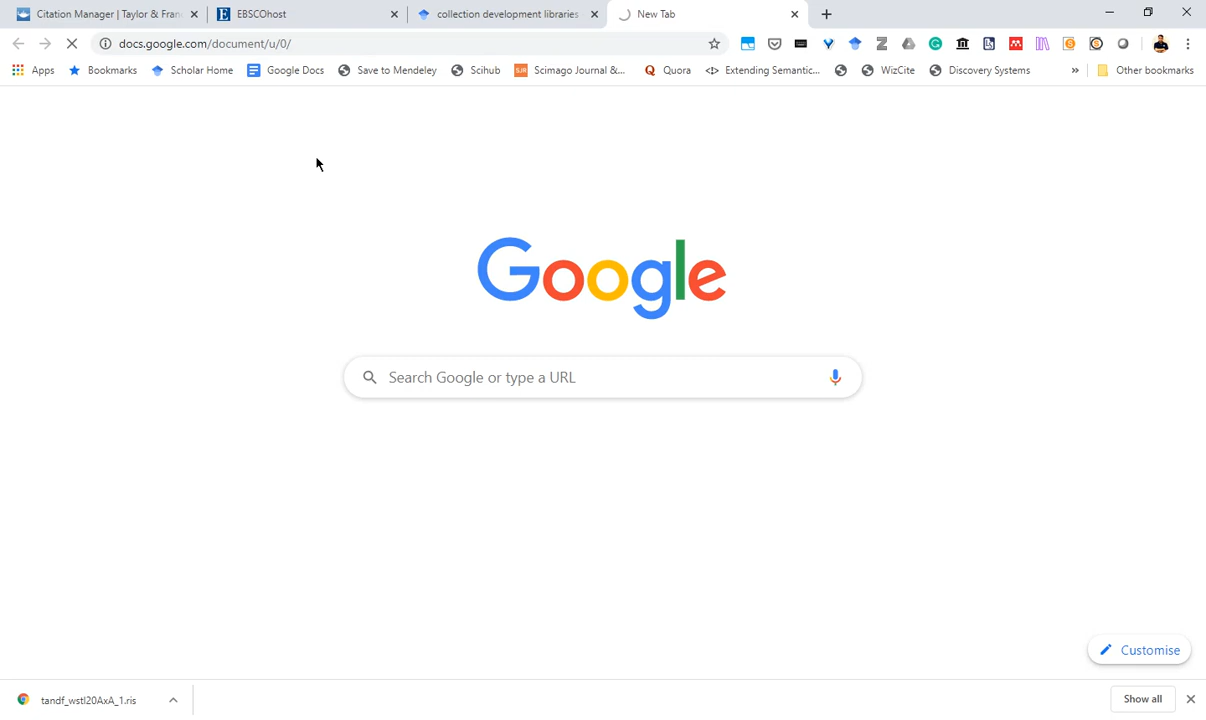 Citation Manager | Taylor & Fran
EBSCOhost
collection development libraries
New Tab
docs.google.com/document/u/0/
Apps
Bookmarks
Scholar Home
Google Docs
Save to Mendeley
Scihub
SJR
Scimago Journal &...
Quora
Extending Semantic...
WizCite
Discovery Systems
»
Other bookmarks
Google
Search Google or type a URL
Customise
tandf_wstl20AxA_1.ris
Show all